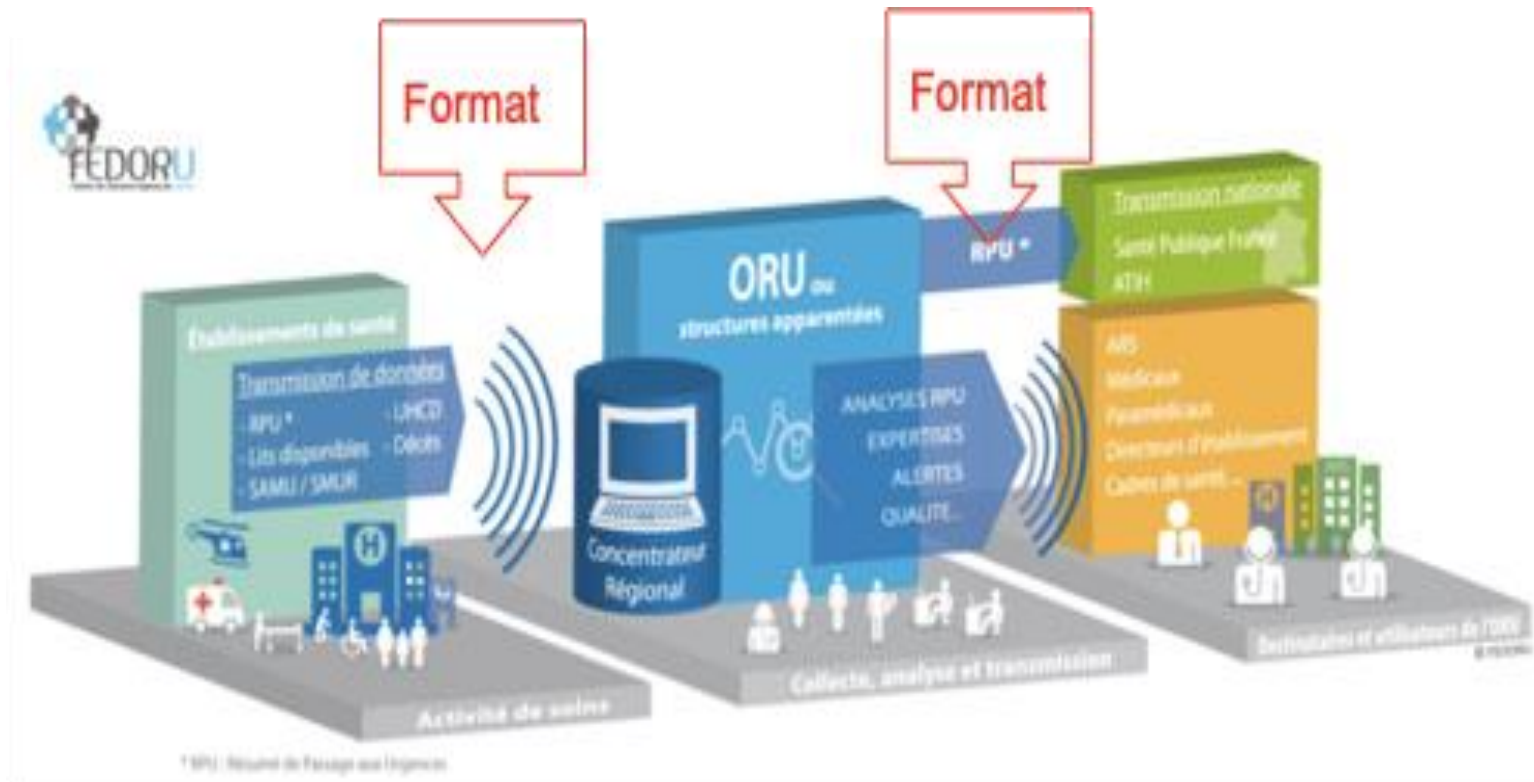 Format
Format
FEDORU
Transmission nationale
Santé Publique France
ATIH
RPU *
ORU ou
structures apparentées
Etablissements de santé
Transmission de données
- RPU *
- Lits disponibles
- SAMU / SMUR
- UHCD
- Décès
ANALYSES RPU
EXPERTISES
ALERTES
QUALITE...
ARS
Médicaux
Paramédicaux
Directeurs d'établissement
Cadres de santé...
Concentrateur
Régional
H
Activité de soins
Collecte, analyse et transmission
Destinataires et utilisateurs de l'ORU
© FEDORU
* RPU : Résumé de Passage aux Urgences